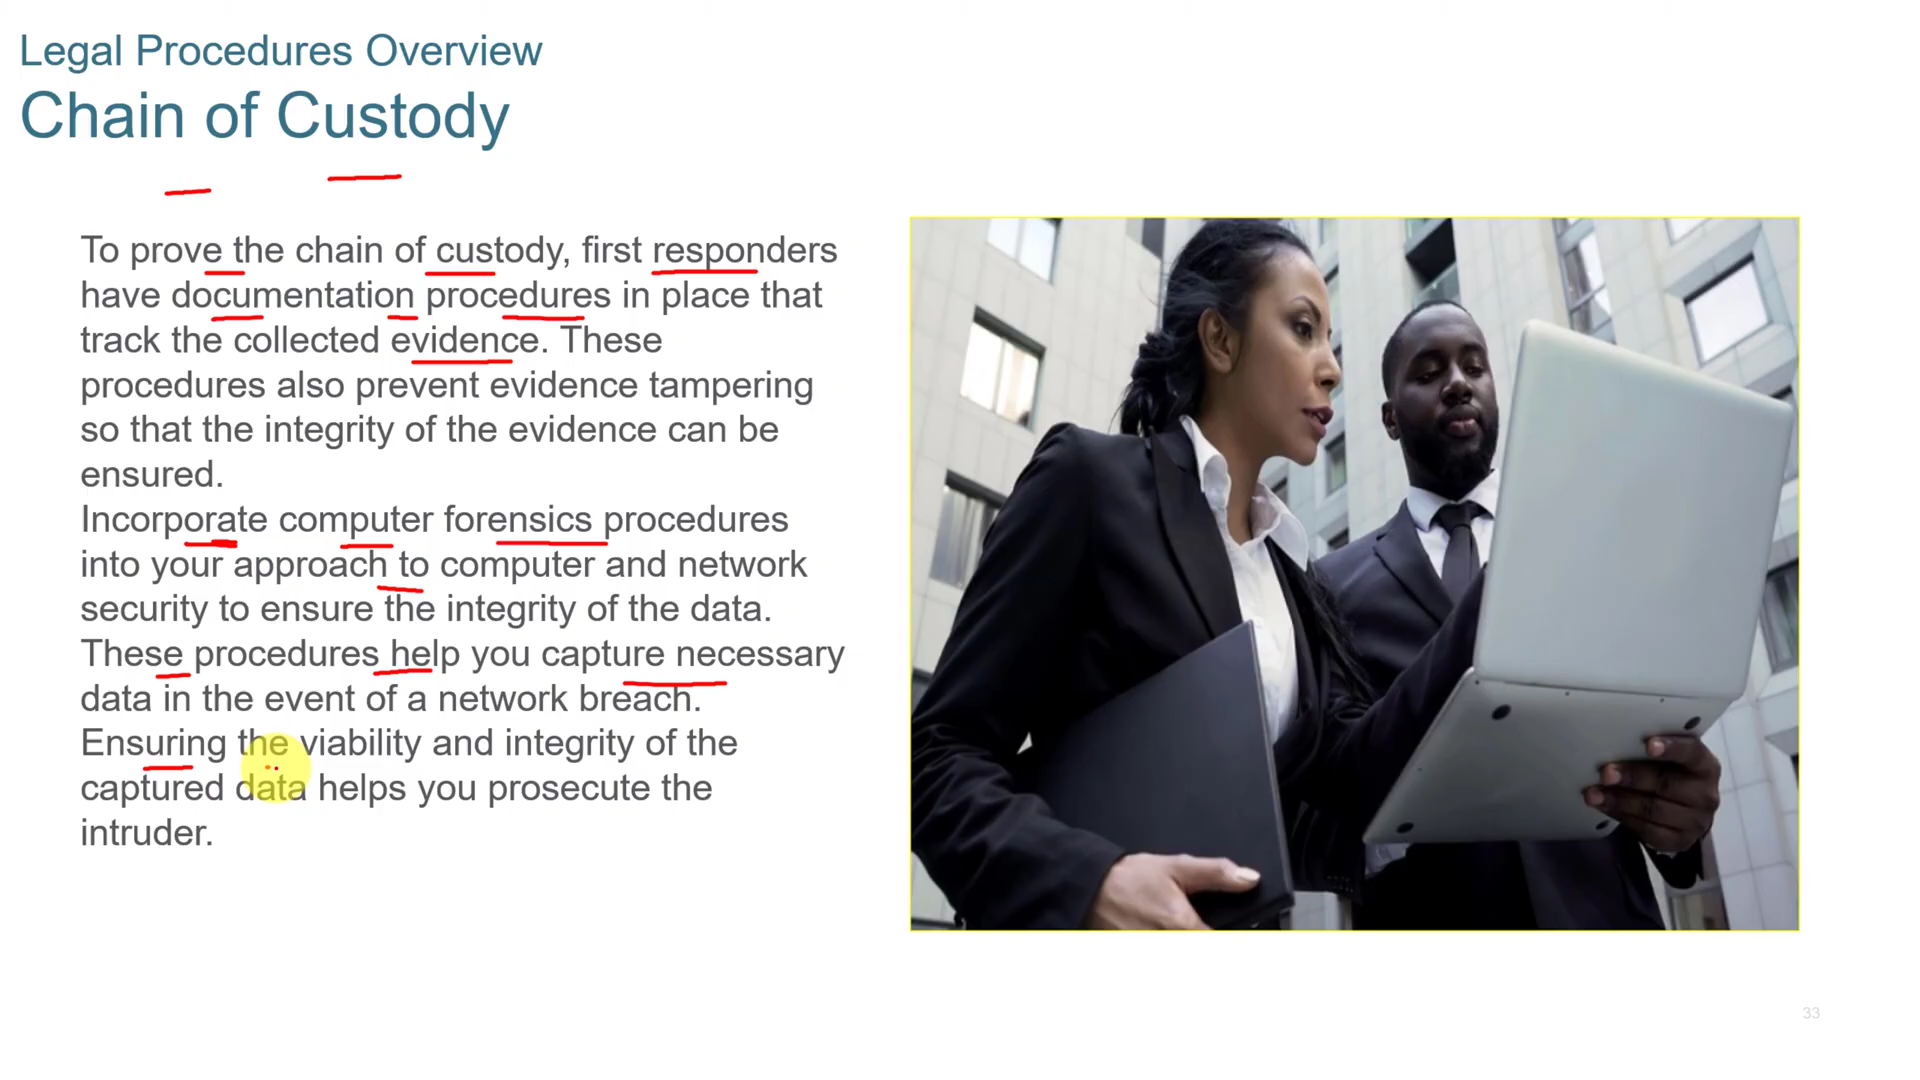 Legal Procedures Overview
Chain of Custody
To prove the chain of custody, first responders
have documentation procedures in place that
track the collected evidence. These
procedures also prevent evidence tampering
so that the integrity of the evidence can be
ensured.
Incorporate computer forensics procedures
into your approach to computer and network
security to ensure the integrity of the data.
These procedures help you capture necessary
data in the event of a network breach.
Ensuring the viability and integrity of the
captured data helps you prosecute the
intruder.
33